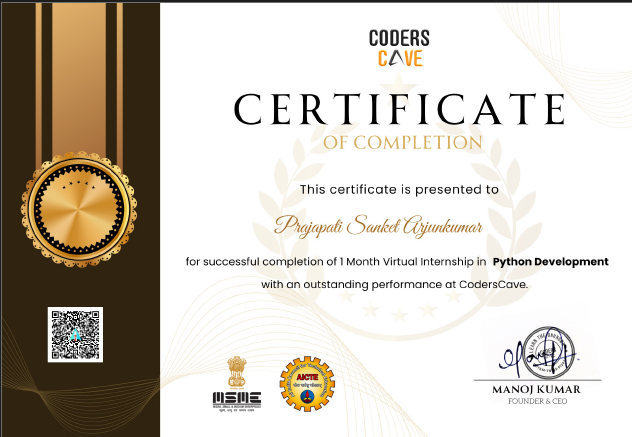 CODERS
CAVE
CERTIFICATE
OF COMPLETION
This certificate is presented to
Prajapati Sanket Arjunkumar
for successful completion of 1 Month Virtual Internship in Python Development
with an outstanding performance at CodersCave.
MSME
AICTE
MANOJ KUMAR
FOUNDER & CEO